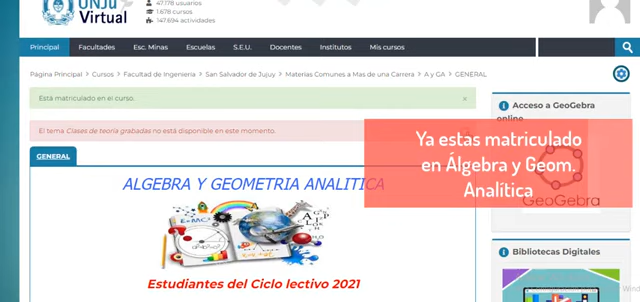 UNJu
Virtual
47.178 usuarios
1.678 cursos
147.694 actividades
Principal Facultades Esc. Minas Escuelas S.E.U. Docentes Institutos Mis cursos
Página Principal > Cursos > Facultad de Ingeniería > San Salvador de Jujuy > Materias Comunes a Mas de una Carrera > A y GA > GENERAL
Está matriculado en el curso. ×
El tema Clases de teoría grabadas no está disponible en este momento.
Acceso a GeoGebra
online
Ya estas matriculado
en Álgebra y Geom.
Analítica
GeoGebra
GENERAL
ALGEBRA Y GEOMETRIA ANALITICA
Estudiantes del Ciclo lectivo 2021
Bibliotecas Digitales
Wind